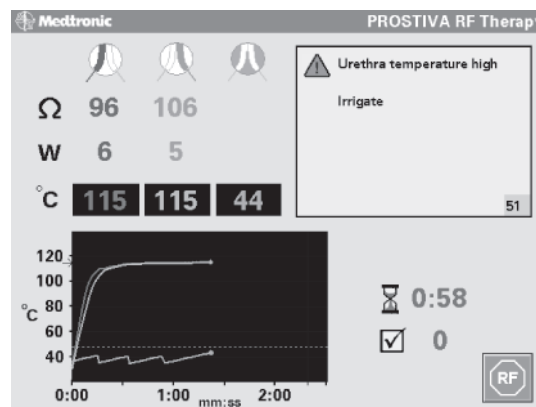 Medtronic PROSTIVA RF Therapy
Urethra temperature high
Irrigate
51
Ω 96 106
W 6 5
°C 115 115 44
120
100
80
60
40
°C
0:00 1:00 2:00
mm:ss
0:58
0
RF